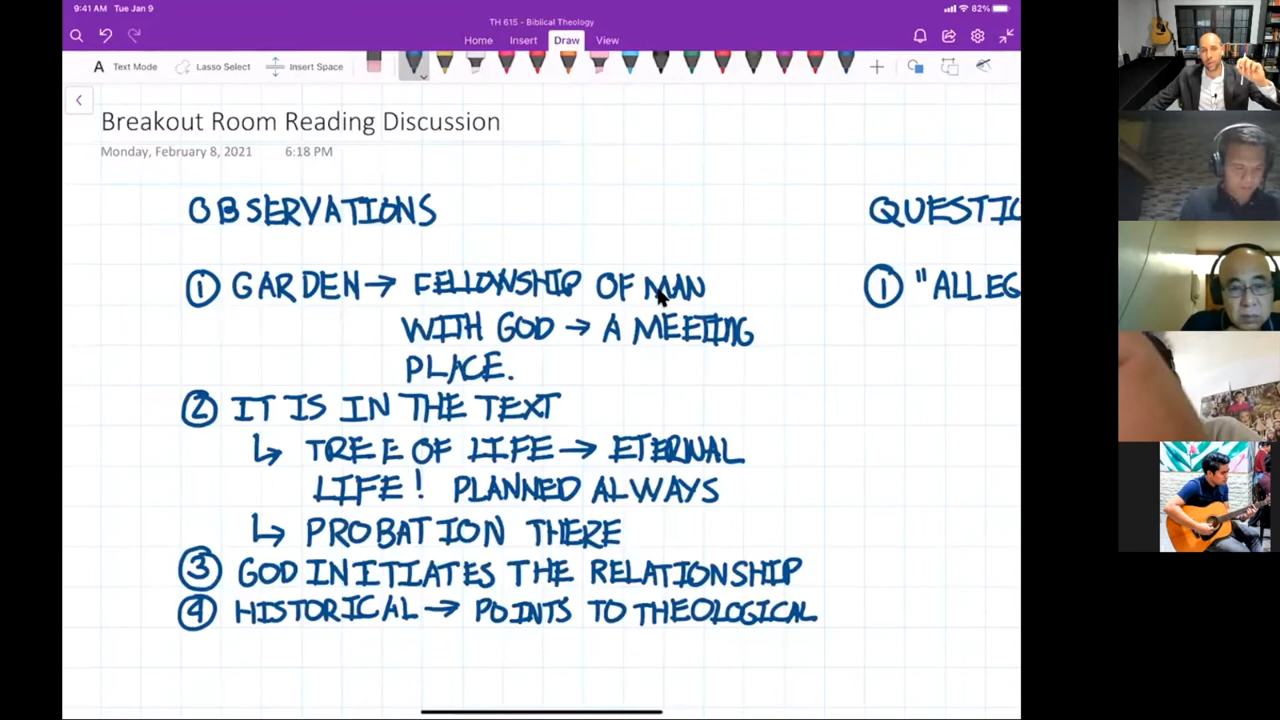 9:41 AM Tue Jan 9
82%
TH 615 - Biblical Theology
Home Insert Draw View
A Text Mode Lasso Select Insert Space
Breakout Room Reading Discussion
Monday, February 8, 2021 6:18 PM
OBSERVATIONS
QUESTIO
1 GARDEN → FELLOWSHIP OF MAN
WITH GOD → A MEETING
PLACE.
1 "ALLEG
2 IT IS IN THE TEXT
↳ TREE OF LIFE → ETERNAL
LIFE! PLANNED ALWAYS
↳ PROBATION THERE
3 GOD INITIATES THE RELATIONSHIP
4 HISTORICAL → POINTS TO THEOLOGICAL